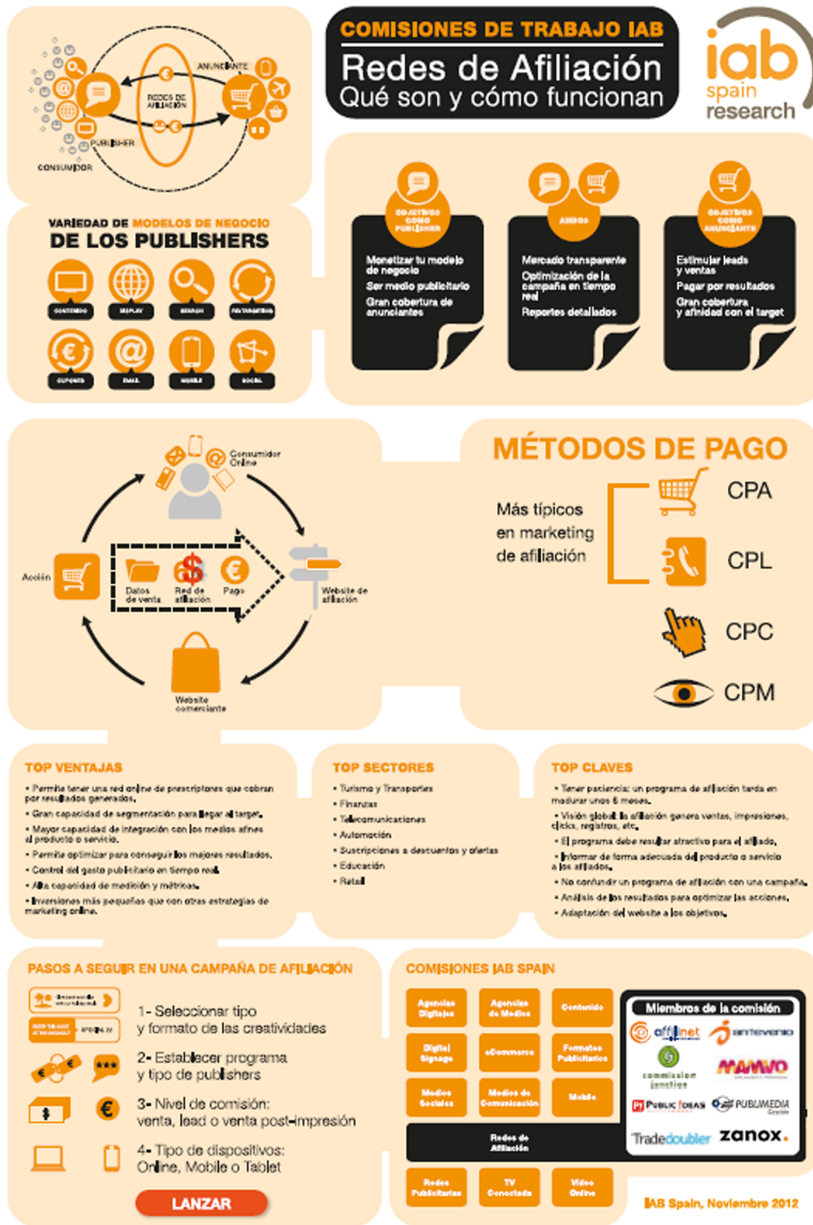 COMISIONES DE TRABAJO IAB
Redes de Afiliación
Qué son y cómo funcionan
iab
spain
research
ANUNCIANTE
REDES DE
AFILIACIÓN
PUBLISHER
CONSUMIDOR
VARIEDAD DE MODELOS DE NEGOCIO
DE LOS PUBLISHERS
CONTENIDO
DISPLAY
SEARCH
RETARGETING
CUPONES
EMAIL
MOBILE
SOCIAL
OBJETIVOS
COMO
PUBLISHER
Monetizar tu modelo
de negocio
Ser medio publicitario
Gran cobertura de
anunciantes
AMBOS
Mercado transparente
Optimización de la
campaña en tiempo
real
Reportes detallados
OBJETIVOS
COMO
ANUNCIANTE
Estimular leads
y ventas
Pagar por resultados
Gran cobertura
y afinidad con el target
Consumidor
Online
Acción
Datos
de venta
Red de
afiliación
Pago
Website de
afiliación
Website
comerciante
MÉTODOS DE PAGO
Más típicos
en marketing
de afiliación
CPA
CPL
CPC
CPM
TOP VENTAJAS
• Permite tener una red online de prescriptores que cobran
por resultados generados.
• Gran capacidad de segmentación para llegar al target.
• Mayor capacidad de integración con los medios afines
al producto o servicio.
• Permite optimizar para conseguir los mejores resultados.
• Control del gasto publicitario en tiempo real.
• Alta capacidad de medición y métricas.
• Inversiones más pequeñas que con otras estrategias de
marketing online.
TOP SECTORES
• Turismo y Transportes
• Finanzas
• Telecomunicaciones
• Automoción
• Suscripciones a descuentos y ofertas
• Educación
• Retail
TOP CLAVES
• Tener paciencia: un programa de afiliación tarda en
madurar unos 6 meses.
• Visión global: la afiliación genera ventas, impresiones,
clicks, registros, etc.
• El programa debe resultar atractivo para el afiliado.
• Informar de forma adecuada del producto o servicio
a los afiliados.
• No confundir un programa de afiliación con una campaña.
• Análisis de los resultados para optimizar las acciones.
• Adaptación del website a los objetivos.
PASOS A SEGUIR EN UNA CAMPAÑA DE AFILIACIÓN
1- Seleccionar tipo
y formato de las creatividades
2- Establecer programa
y tipo de publishers
3- Nivel de comisión:
venta, lead o venta post-impresión
4- Tipo de dispositivos:
Online, Mobile o Tablet
LANZAR
COMISIONES IAB SPAIN
Agencias
Digitales
Agencias
de Medios
Contenido
Digital
Signage
eCommerce
Formatos
Publicitarios
Medios
Sociales
Medios de
Comunicación
Mobile
Redes de
Afiliación
Redes
Publicitarias
TV
Conectada
Video
Online
Miembros de la comisión
affilinet
antevenio
commission
junction
MAMVO
PI PUBLIC IDEAS
PUBLIMEDIA
Gestión
Tradedoubler
zanox.
IAB Spain, Noviembre 2012